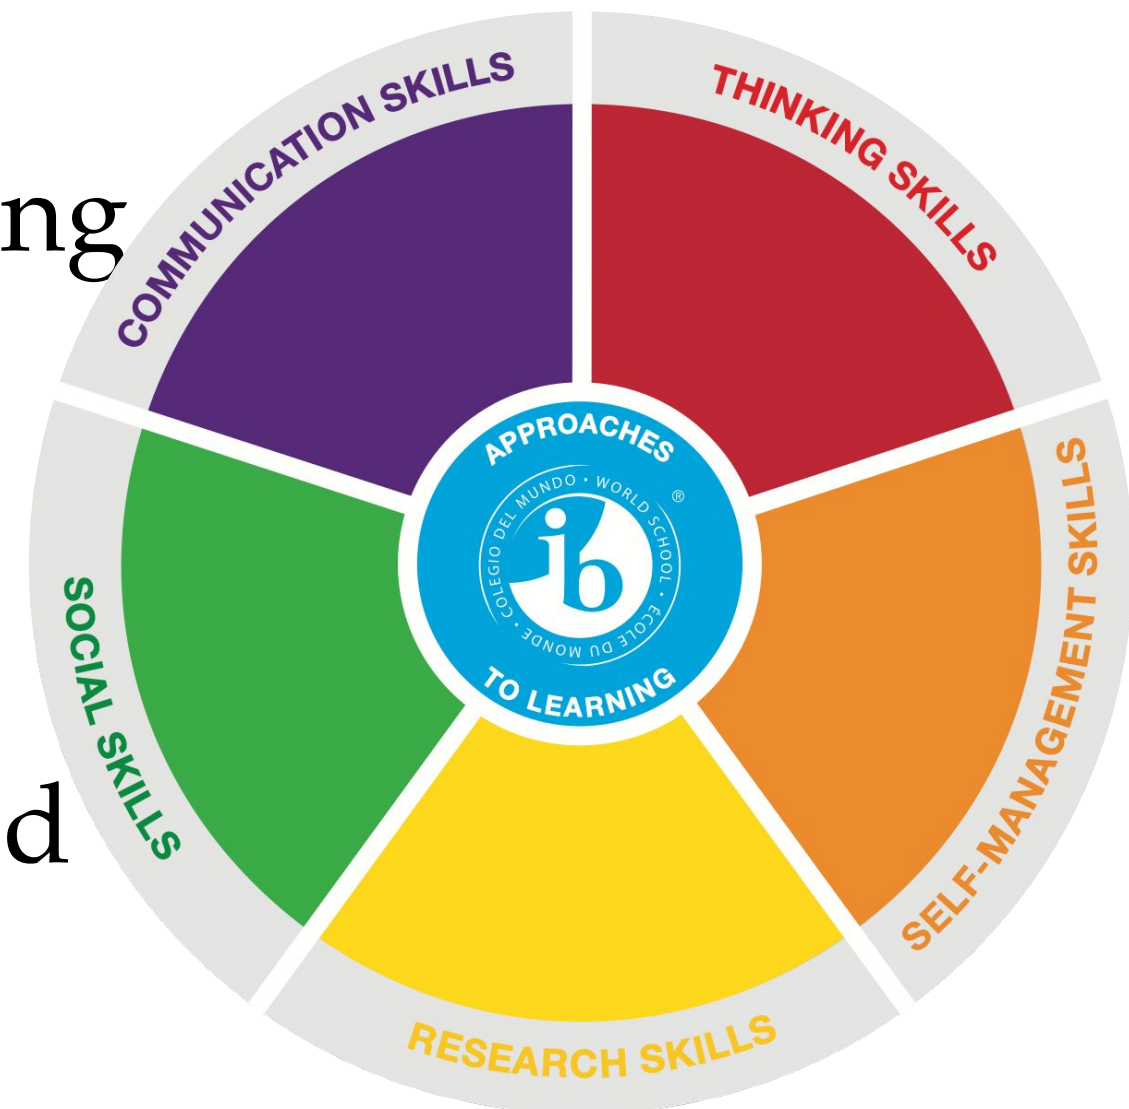 COMMUNICATION SKILLS
THINKING SKILLS
ng
APPROACHES
®
COLEGIO DEL MUNDO • WORLD SCHOOL • ÉCOLE DU MONDE •
ib
TO LEARNING
SELF-MANAGEMENT SKILLS
SOCIAL SKILLS
d
RESEARCH SKILLS